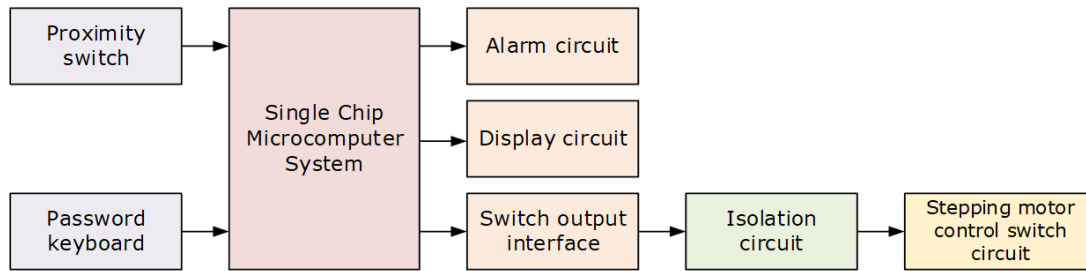 Proximity
switch
Alarm circuit
Single Chip
Microcomputer
System
Display circuit
Password
keyboard
Switch output
interface
Isolation
circuit
Stepping motor
control switch
circuit